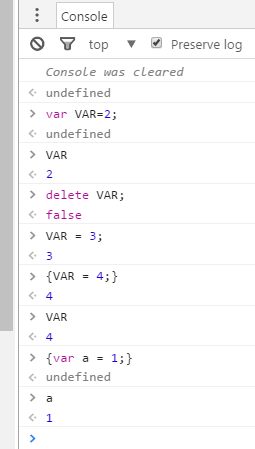 Console
top ▼ Preserve log
Console was cleared
undefined
var VAR=2;
undefined
VAR
2
delete VAR;
false
VAR = 3;
3
{VAR = 4;}
4
VAR
4
{var a = 1;}
undefined
a
1